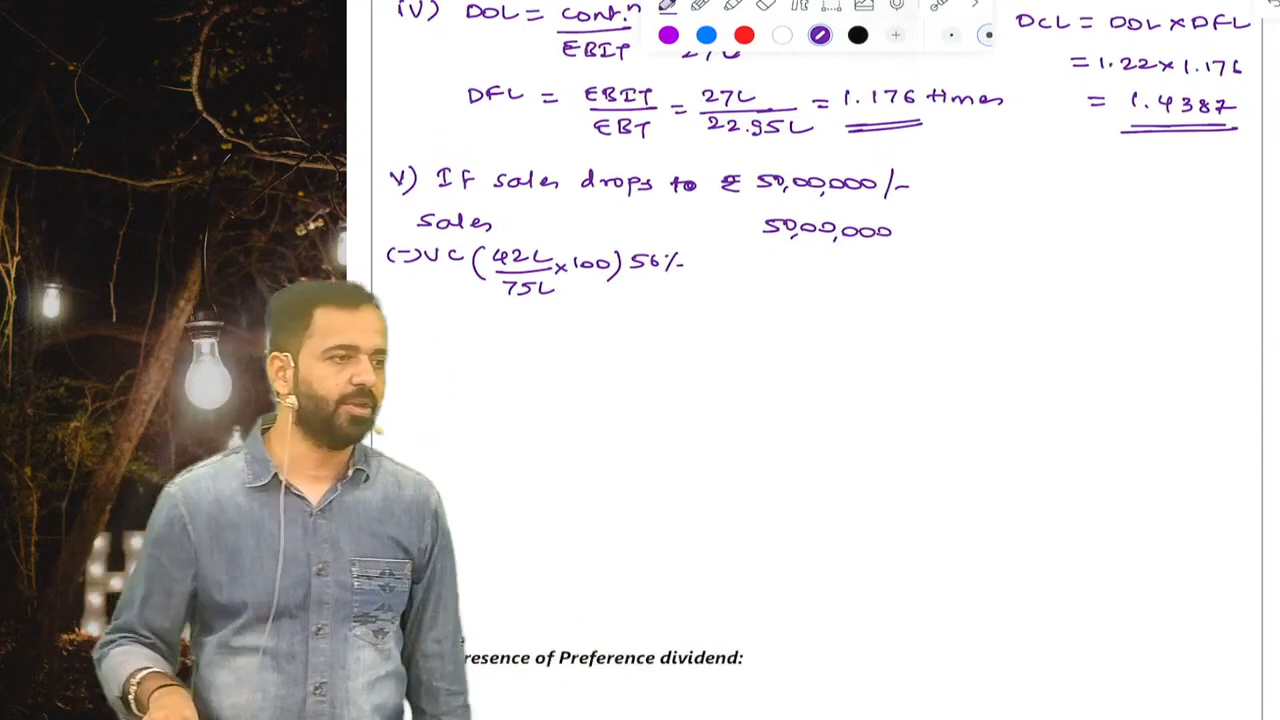 iv) DOL = Contn / EBIT
DCL = DOL × DFL
= 1.22 × 1.176
= 1.4387
DFL = EBIT / EBT = 27L / 22.95L = 1.176 times
v) If sales drops to ₹ 50,00,000/-
Sales 50,00,000
(-) VC (42L / 75L × 100) 56%
resence of Preference dividend: